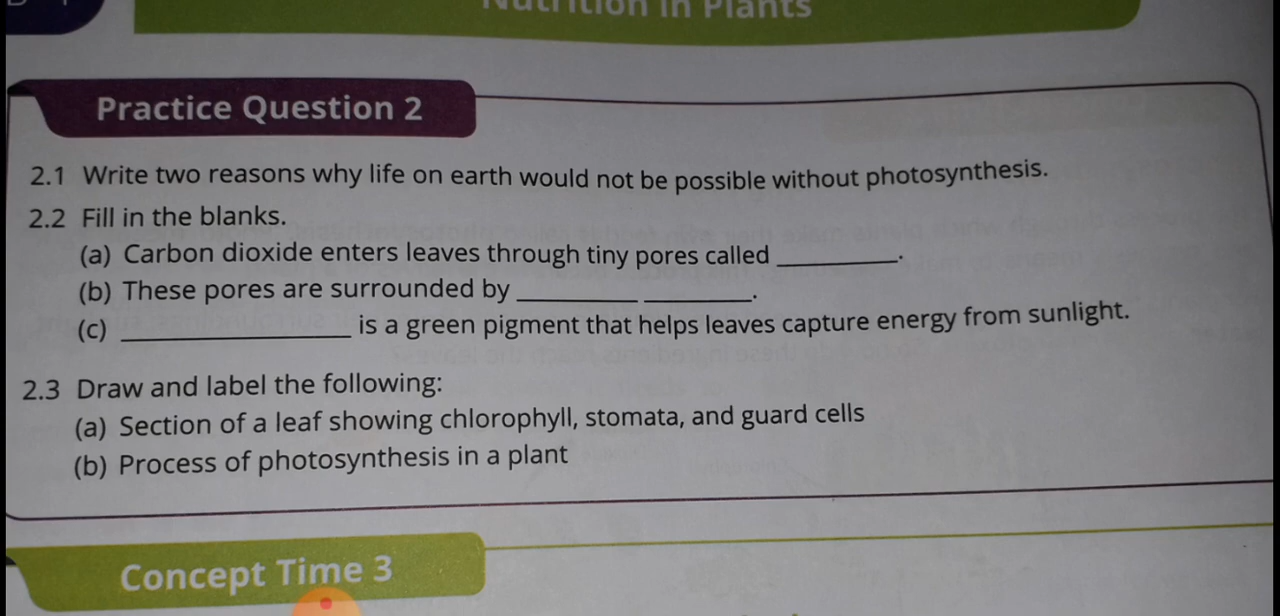 Nutrition in Plants
Practice Question 2
2.1 Write two reasons why life on earth would not be possible without photosynthesis.
2.2 Fill in the blanks.
(a) Carbon dioxide enters leaves through tiny pores called ________.
(b) These pores are surrounded by ________ ________.
(c) ________________ is a green pigment that helps leaves capture energy from sunlight.
2.3 Draw and label the following:
(a) Section of a leaf showing chlorophyll, stomata, and guard cells
(b) Process of photosynthesis in a plant
Concept Time 3